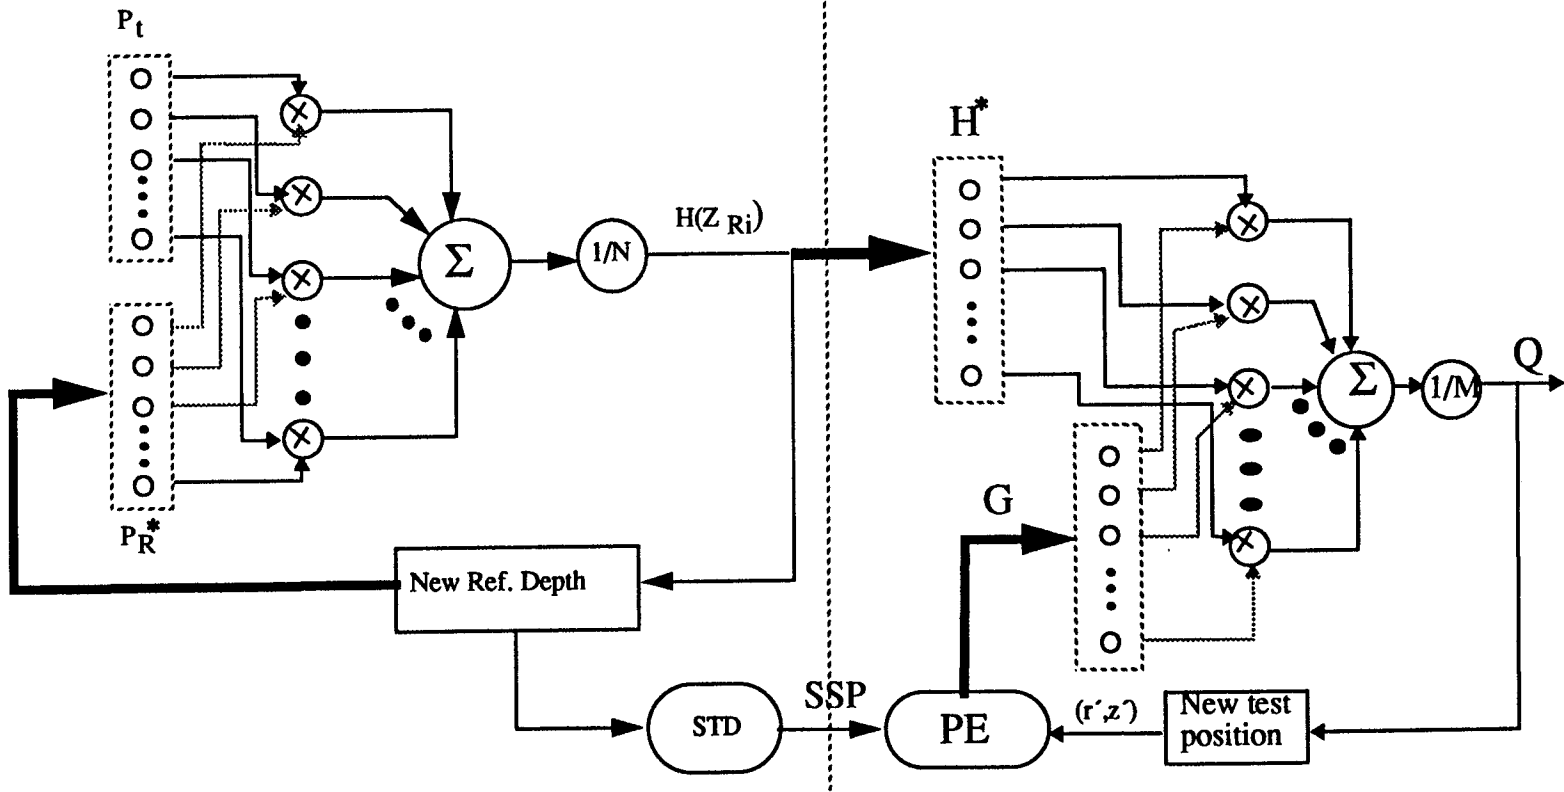 P_t
Σ
1/N
H(Z_Ri)
P_R*
New Ref. Depth
STD
SSP
H*
Σ
1/M
Q
G
PE
(r´,z´)
New test
position